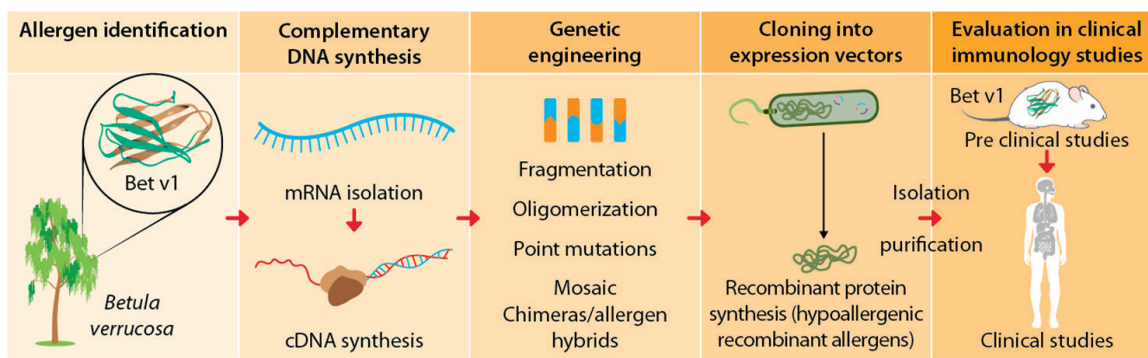 Allergen identification
Bet v1
Betula
verrucosa
Complementary
DNA synthesis
mRNA isolation
cDNA synthesis
Genetic
engineering
Fragmentation
Oligomerization
Point mutations
Mosaic
Chimeras/allergen
hybrids
Cloning into
expression vectors
Recombinant protein
synthesis (hypoallergenic
recombinant allergens)
Isolation
purification
Evaluation in clinical
immunology studies
Bet v1
Pre clinical studies
Clinical studies